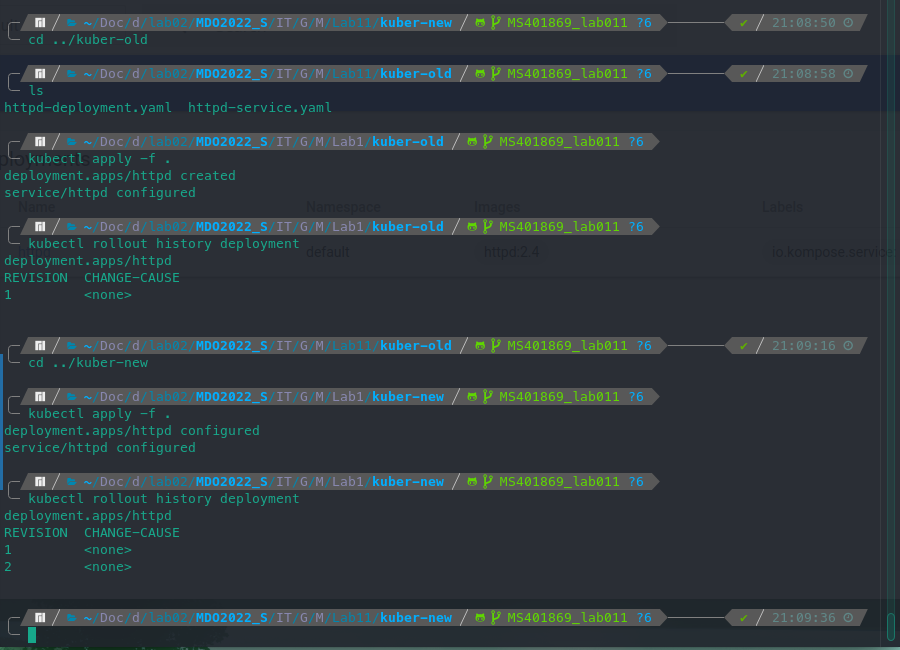 ~/Doc/d/lab02/MDO2022_S/IT/G/M/Lab11/kuber-new MS401869_lab011 ?6 ✓ 21:08:50
cd ../kuber-old
~/Doc/d/lab02/MDO2022_S/IT/G/M/Lab11/kuber-old MS401869_lab011 ?6 ✓ 21:08:58
ls
httpd-deployment.yaml httpd-service.yaml
~/Doc/d/lab02/MDO2022_S/IT/G/M/Lab1/kuber-old MS401869_lab011 ?6
kubectl apply -f .
deployment.apps/httpd created
service/httpd configured
Name Namespace Images Labels
~/Doc/d/lab02/MDO2022_S/IT/G/M/Lab1/kuber-old MS401869_lab011 ?6
kubectl rollout history deployment
default httpd:2.4 io.kompose.service
deployment.apps/httpd
REVISION CHANGE-CAUSE
1 <none>
~/Doc/d/lab02/MDO2022_S/IT/G/M/Lab11/kuber-old MS401869_lab011 ?6 ✓ 21:09:16
cd ../kuber-new
~/Doc/d/lab02/MDO2022_S/IT/G/M/Lab1/kuber-new MS401869_lab011 ?6
kubectl apply -f .
deployment.apps/httpd configured
service/httpd configured
~/Doc/d/lab02/MDO2022_S/IT/G/M/Lab1/kuber-new MS401869_lab011 ?6
kubectl rollout history deployment
deployment.apps/httpd
REVISION CHANGE-CAUSE
1 <none>
2 <none>
~/Doc/d/lab02/MDO2022_S/IT/G/M/Lab11/kuber-new MS401869_lab011 ?6 ✓ 21:09:36